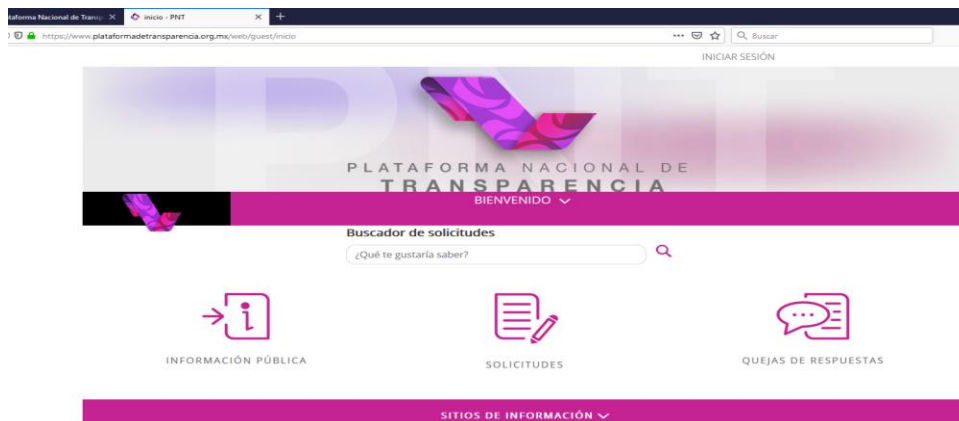 taforma Nacional de Transp
inicio - PNT
https://www.plataformadetransparencia.org.mx/web/guest/inicio
Buscar
INICIAR SESIÓN
PNT
PLATAFORMA NACIONAL DE
TRANSPARENCIA
BIENVENIDO
Buscador de solicitudes
¿Qué te gustaría saber?
INFORMACIÓN PÚBLICA
SOLICITUDES
QUEJAS DE RESPUESTAS
SITIOS DE INFORMACIÓN